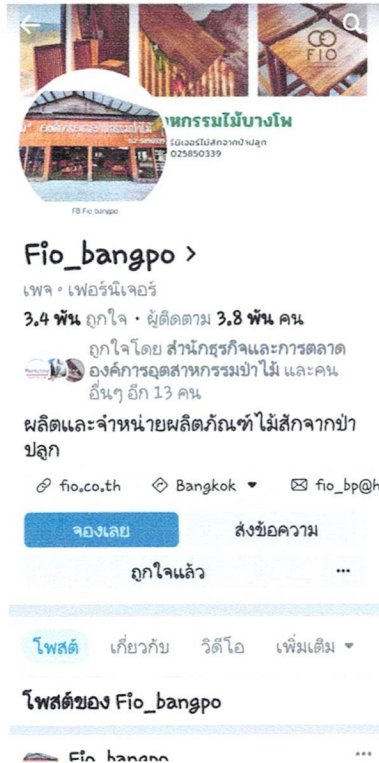 FIO
หกรรมไม้บางโพ
025850339
FB Fio_bangpo
Fio_bangpo >
เพจ • เฟอร์นิเจอร์
3.4 พัน ถูกใจ • ผู้ติดตาม 3.8 พัน คน
ถูกใจโดย สำนักธุรกิจและการตลาด
องค์การอุตสาหกรรมป่าไม้ และคน
อื่นๆ อีก 13 คน
ผลิตและจำหน่ายผลิตภัณฑ์ไม้สักจากป่า
ปลูก
fio.co.th Bangkok fio_bp@h
จองเลย ส่งข้อความ
ถูกใจแล้ว ...
โพสต์ เกี่ยวกับ วิดีโอ เพิ่มเติม
โพสต์ของ Fio_bangpo
Fio_bangpo ...